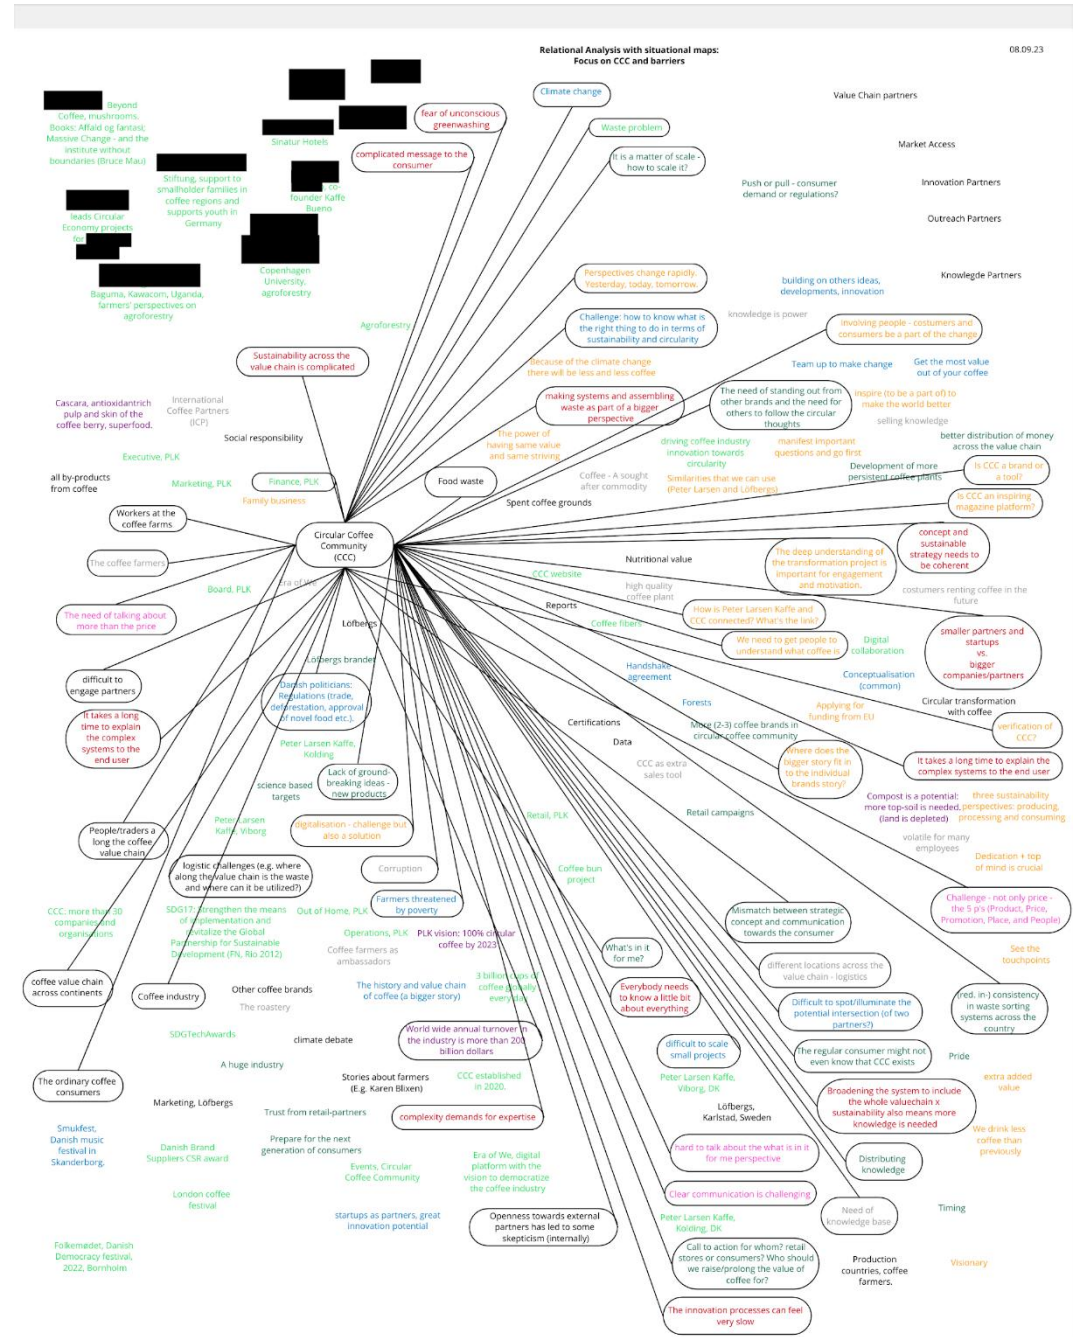 Relational Analysis with situational maps:
Focus on CCC and barriers
08.09.23
Beyond
Coffee, mushrooms.
Books: Affald og fantasi;
Massive Change - and the
institute without
boundaries (Bruce Mau)
Stiftung, support to
smallholder families in
coffee regions and
supports youth in
Germany
leads Circular
Economy projects
for
Baguma, Kawacom, Uganda,
farmers' perspectives on
agroforestry
Sinatur Hotels
, co-
founder Kaffe
Bueno
Copenhagen
University,
agroforestry
fear of unconscious
greenwashing
complicated message to the
consumer
Climate change
Waste problem
It is a matter of scale -
how to scale it?
Value Chain partners
Market Access
Push or pull - consumer
demand or regulations?
Innovation Partners
Outreach Partners
Knowlegde Partners
Perspectives change rapidly.
Yesterday, today, tomorrow.
building on others ideas,
developments, innovation
Agroforestry
Challenge: how to know what is
the right thing to do in terms of
sustainability and circularity
knowledge is power
involving people - costumers and
consumers be a part of the change
Sustainability across the
value chain is complicated
Because of the climate change
there will be less and less coffee
Team up to make change
Get the most value
out of your coffee
Cascara, antioxidantrich
pulp and skin of the
coffee berry, superfood.
International
Coffee Partners
(ICP)
making systems and assembling
waste as part of a bigger
perspective
The need of standing out from
other brands and the need for
others to follow the circular
thoughts
inspire (to be a part of) to
make the world better
selling knowledge
Social responsibility
The power of
having same value
and same striving
driving coffee industry
innovation towards
circularity
manifest important
questions and go first
better distribution of money
across the value chain
Executive, PLK
all by-products
from coffee
Marketing, PLK
Finance, PLK
Family business
Food waste
Coffee - A sought
after commodity
Similarities that we can use
(Peter Larsen and Löfbergs)
Development of more
persistent coffee plants
Is CCC a brand or
a tool?
Spent coffee grounds
Is CCC an inspiring
magazine platform?
Workers at the
coffee farms
Circular Coffee
Community
(CCC)
The coffee farmers
Nutritional value
The deep understanding of
the transformation project is
important for engagement
and motivation.
concept and
sustainable
strategy needs to
be coherent
Board, PLK
Era of We
CCC website
high quality
coffee plant
costumers renting coffee in the
future
The need of talking about
more than the price
Löfbergs
Reports
Coffee fibers
How is Peter Larsen Kaffe and
CCC connected? What's the link?
We need to get people to
understand what coffee is
Digital
collaboration
smaller partners and
startups
vs.
bigger
companies/partners
Löfbergs brander
difficult to
engage partners
Danish politicians:
Regulations (trade,
deforestation, approval
of novel food etc.).
Handshake
agreement
Conceptualisation
(common)
Forests
Applying for
funding from EU
Circular transformation
with coffee
It takes a long
time to explain
the complex
systems to the
end user
Certifications
More (2-3) coffee brands in
circular coffee community
verification of
CCC?
Peter Larsen Kaffe,
Kolding
Data
CCC as extra
sales tool
Where does the
bigger story fit in
to the individual
brands story?
It takes a long time to explain the
complex systems to the end user
science based
targets
Lack of ground-
breaking ideas -
new products
Retail campaigns
Compost is a potential:
more top-soil is needed,
(land is depleted)
three sustainability
perspectives: producing,
processing and consuming
Peter Larsen
Kaffe, Viborg
digitalisation - challenge but
also a solution
Retail, PLK
People/traders a
long the coffee
value chain
volatile for many
employees
Dedication + top
of mind is crucial
logistic challenges (e.g. where
along the value chain is the waste
and where can it be utilized?)
Corruption
Coffee bun
project
Farmers threatened
by poverty
Challenge - not only price -
the 5 p's (Product, Price,
Promotion, Place, and People)
CCC, more than 30
companies and
organisations
SDG17: Strengthen the means
of implementation and
revitalize the Global
Partnership for Sustainable
Development (FN, Rio 2012)
Out of Home, PLK
Operations, PLK
PLK vision: 100% circular
coffee by 2023
Mismatch between strategic
concept and communication
towards the consumer
Coffee farmers as
ambassadors
What's in it
for me?
See the
touchpoints
coffee value chain
across continents
Coffee industry
Other coffee brands
The roastery
The history and value chain
of coffee (a bigger story)
3 billion cups of
coffee globally
every day
Everybody needs
to know a little bit
about everything
different locations across the
value chain - logistics
Difficult to spot/illuminate the
potential intersection (of two
partners?)
(red. in-) consistency
in waste sorting
systems across the
country
SDGTechAwards
climate debate
World wide annual turnover in
the industry is more than 200
billion dollars
difficult to scale
small projects
The regular consumer might not
even know that CCC exists
Pride
A huge industry
The ordinary coffee
consumers
Stories about farmers
(E.g. Karen Blixen)
CCC established
in 2020.
Peter Larsen Kaffe,
Viborg, DK
extra added
value
Marketing, Löfbergs
Trust from retail-partners
complexity demands for expertise
Löfbergs,
Karlstad, Sweden
Broadening the system to include
the whole valuechain x
sustainability also means more
knowledge is needed
Smukfest,
Danish music
festival in
Skanderborg.
Danish Brand
Suppliers CSR award
Prepare for the next
generation of consumers
hard to talk about the what is in it
for me perspective
Distributing
knowledge
We drink less
coffee than
previously
Events, Circular
Coffee Community
Era of We, digital
platform with the
vision to democratize
the coffee industry
London coffee
festival
Clear communication is challenging
Need of
knowledge base
Timing
startups as partners, great
innovation potential
Openness towards external
partners has led to some
skepticism (internally)
Peter Larsen Kaffe,
Kolding, DK
Folkemødet, Danish
Democracy festival,
2022, Bornholm
Call to action for whom? retail
stores or consumers? Who should
we raise/prolong the value of
coffee for?
Production
countries, coffee
farmers.
Visionary
The innovation processes can feel
very slow